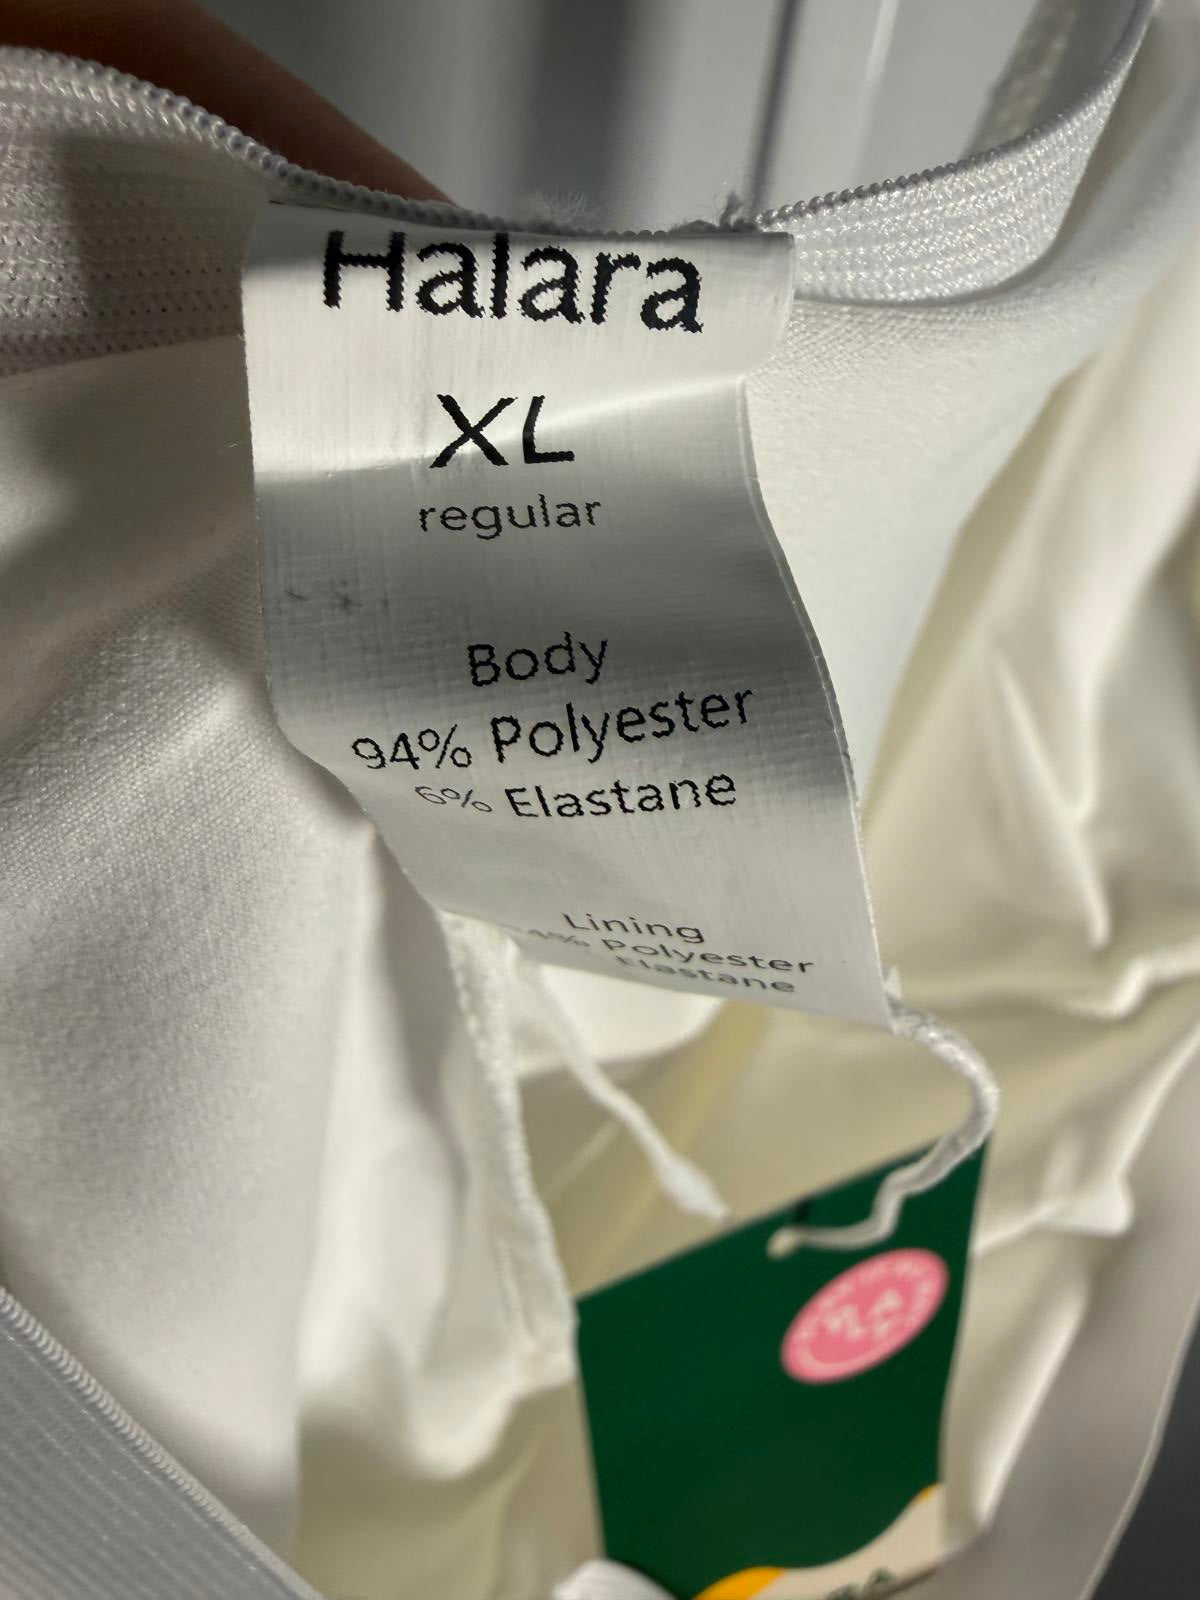 Halara
XL
regular
Body
94% Polyester
6% Elastane
Lining
Polyester
Elastane